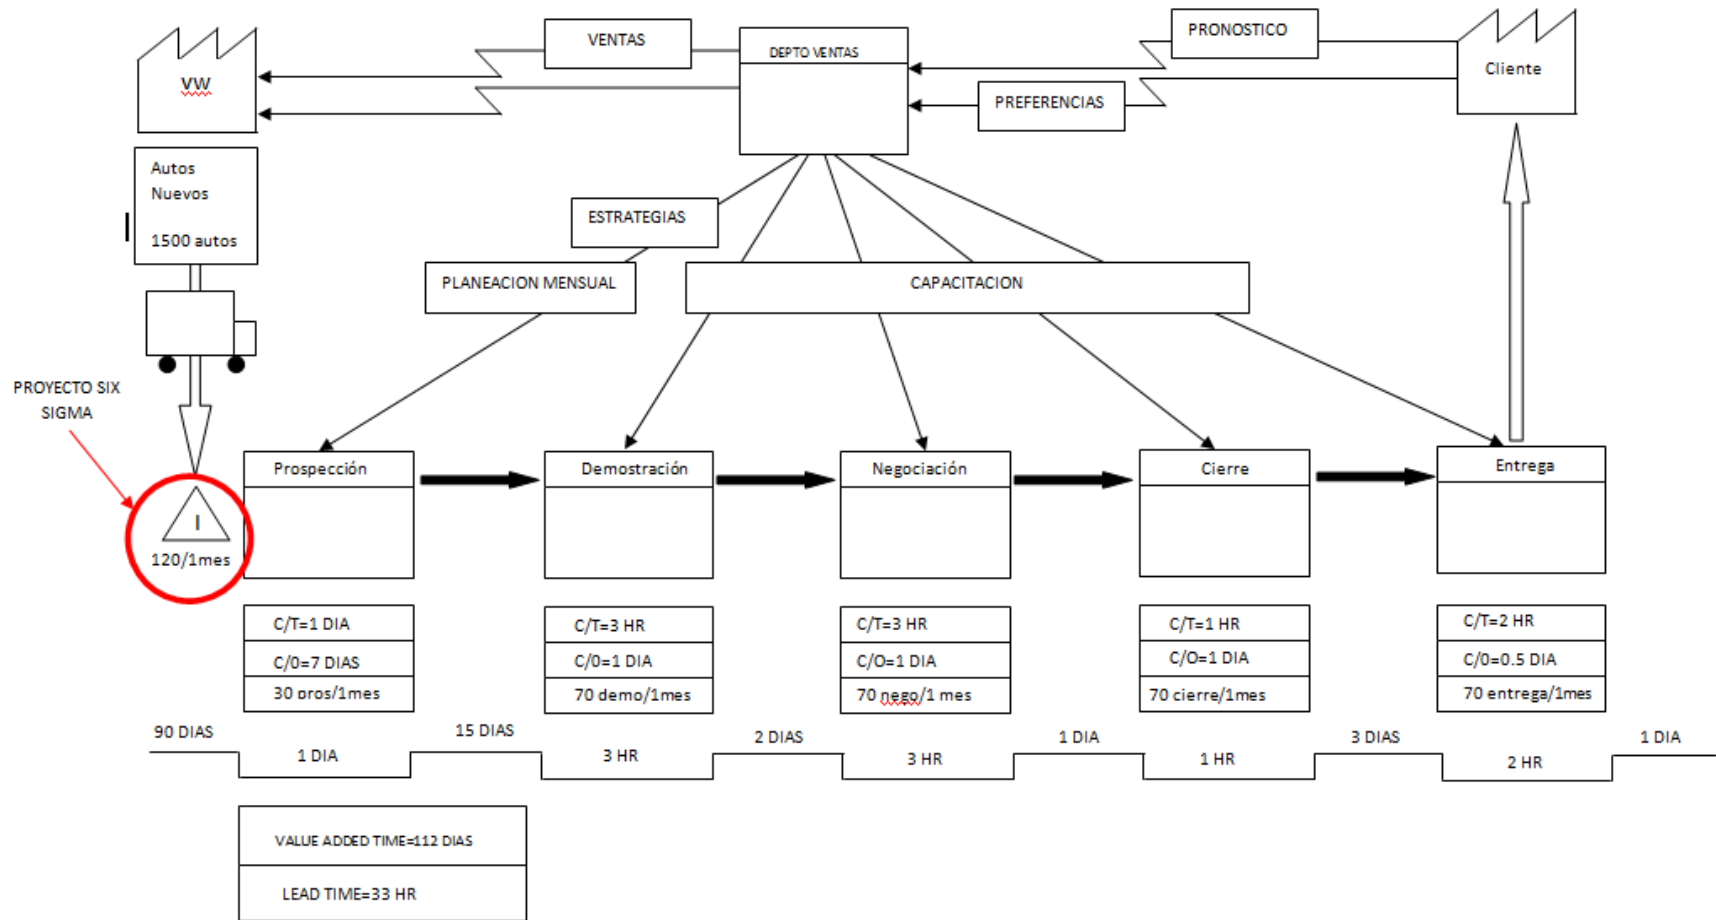 VENTAS
DEPTO VENTAS
PRONOSTICO
VW
Cliente
PREFERENCIAS
Autos
Nuevos
1500 autos
ESTRATEGIAS
PLANEACION MENSUAL
CAPACITACION
PROYECTO SIX
SIGMA
Prospección
Demostración
Negociación
Cierre
Entrega
I
120/1mes
C/T=1 DIA
C/0=7 DIAS
30 pros/1mes
C/T=3 HR
C/0=1 DIA
70 demo/1mes
C/T=3 HR
C/O=1 DIA
70 nego/1 mes
C/T=1 HR
C/O=1 DIA
70 cierre/1mes
C/T=2 HR
C/0=0.5 DIA
70 entrega/1mes
90 DIAS
1 DIA
15 DIAS
3 HR
2 DIAS
3 HR
1 DIA
1 HR
3 DIAS
2 HR
1 DIA
VALUE ADDED TIME=112 DIAS
LEAD TIME=33 HR